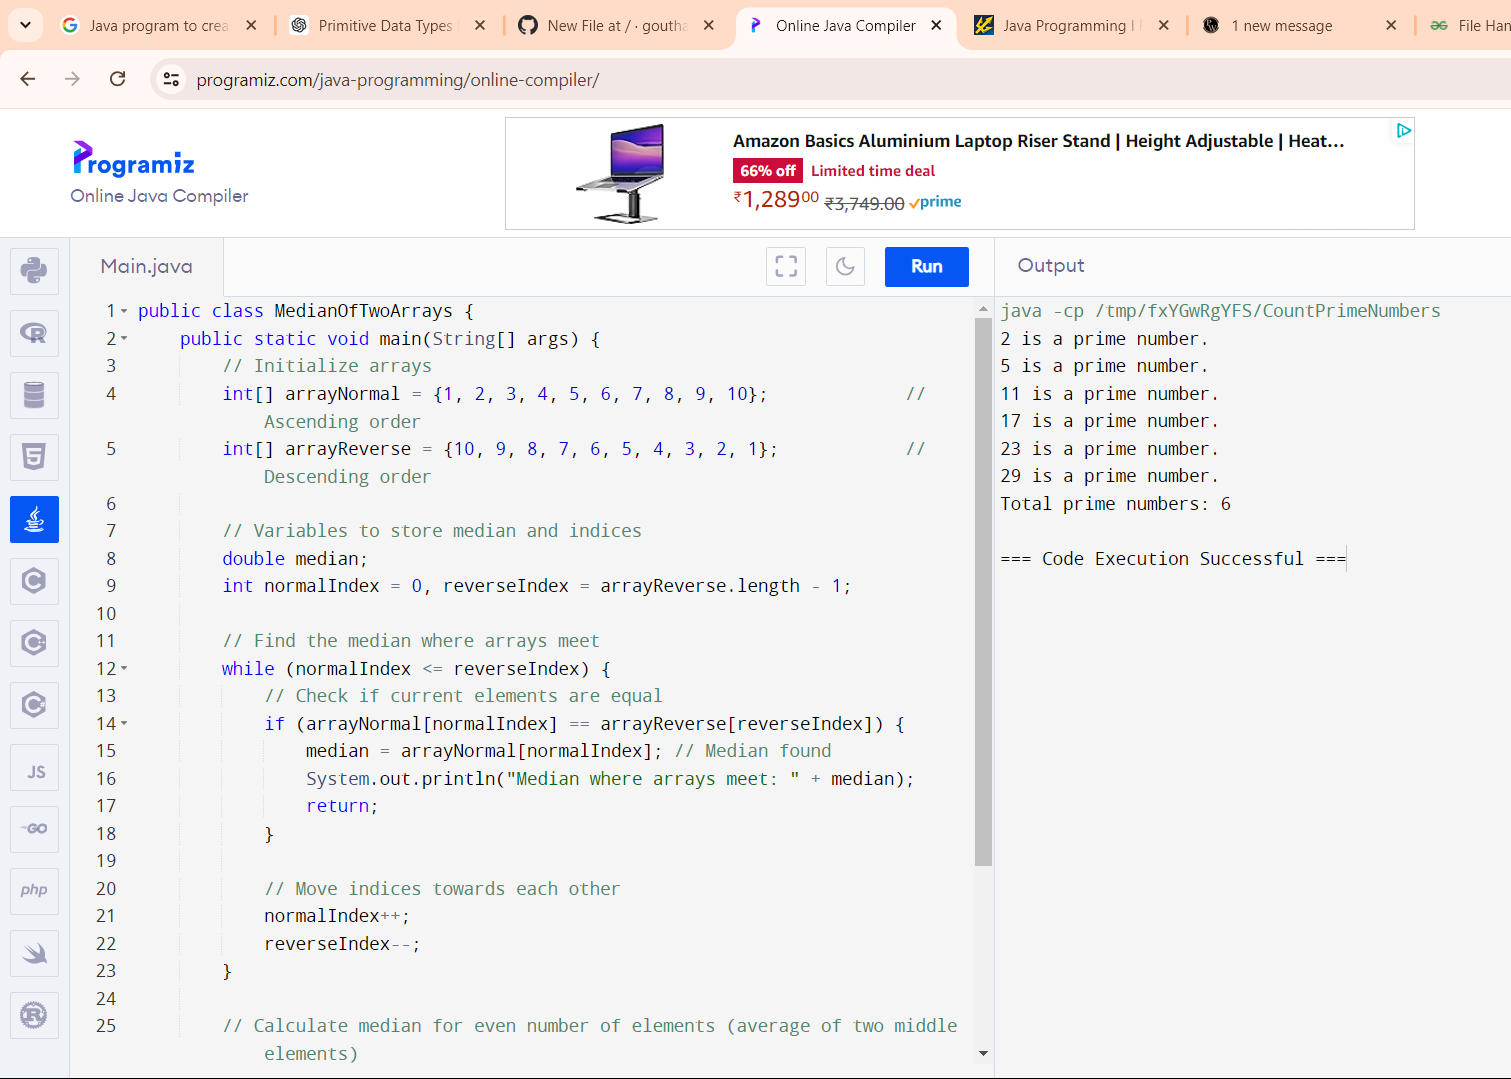 Java program to crea
Primitive Data Types
New File at / · goutha
Online Java Compiler
Java Programming I
1 new message
File Han
programiz.com/java-programming/online-compiler/
Programiz
Online Java Compiler
Amazon Basics Aluminium Laptop Riser Stand | Height Adjustable | Heat...
66% off Limited time deal
₹1,289⁰⁰ ₹3,749.00 prime
Main.java
Run
Output
1 public class MedianOfTwoArrays {
2 public static void main(String[] args) {
3 // Initialize arrays
4 int[] arrayNormal = {1, 2, 3, 4, 5, 6, 7, 8, 9, 10}; //
Ascending order
5 int[] arrayReverse = {10, 9, 8, 7, 6, 5, 4, 3, 2, 1}; //
Descending order
6
7 // Variables to store median and indices
8 double median;
9 int normalIndex = 0, reverseIndex = arrayReverse.length - 1;
10
11 // Find the median where arrays meet
12 while (normalIndex <= reverseIndex) {
13 // Check if current elements are equal
14 if (arrayNormal[normalIndex] == arrayReverse[reverseIndex]) {
15 median = arrayNormal[normalIndex]; // Median found
16 System.out.println("Median where arrays meet: " + median);
17 return;
18 }
19
20 // Move indices towards each other
21 normalIndex++;
22 reverseIndex--;
23 }
24
25 // Calculate median for even number of elements (average of two middle
elements)
java -cp /tmp/fxYGwRgYFS/CountPrimeNumbers
2 is a prime number.
5 is a prime number.
11 is a prime number.
17 is a prime number.
23 is a prime number.
29 is a prime number.
Total prime numbers: 6
=== Code Execution Successful ===
R
5
C
C
C
JS
GO
php
R